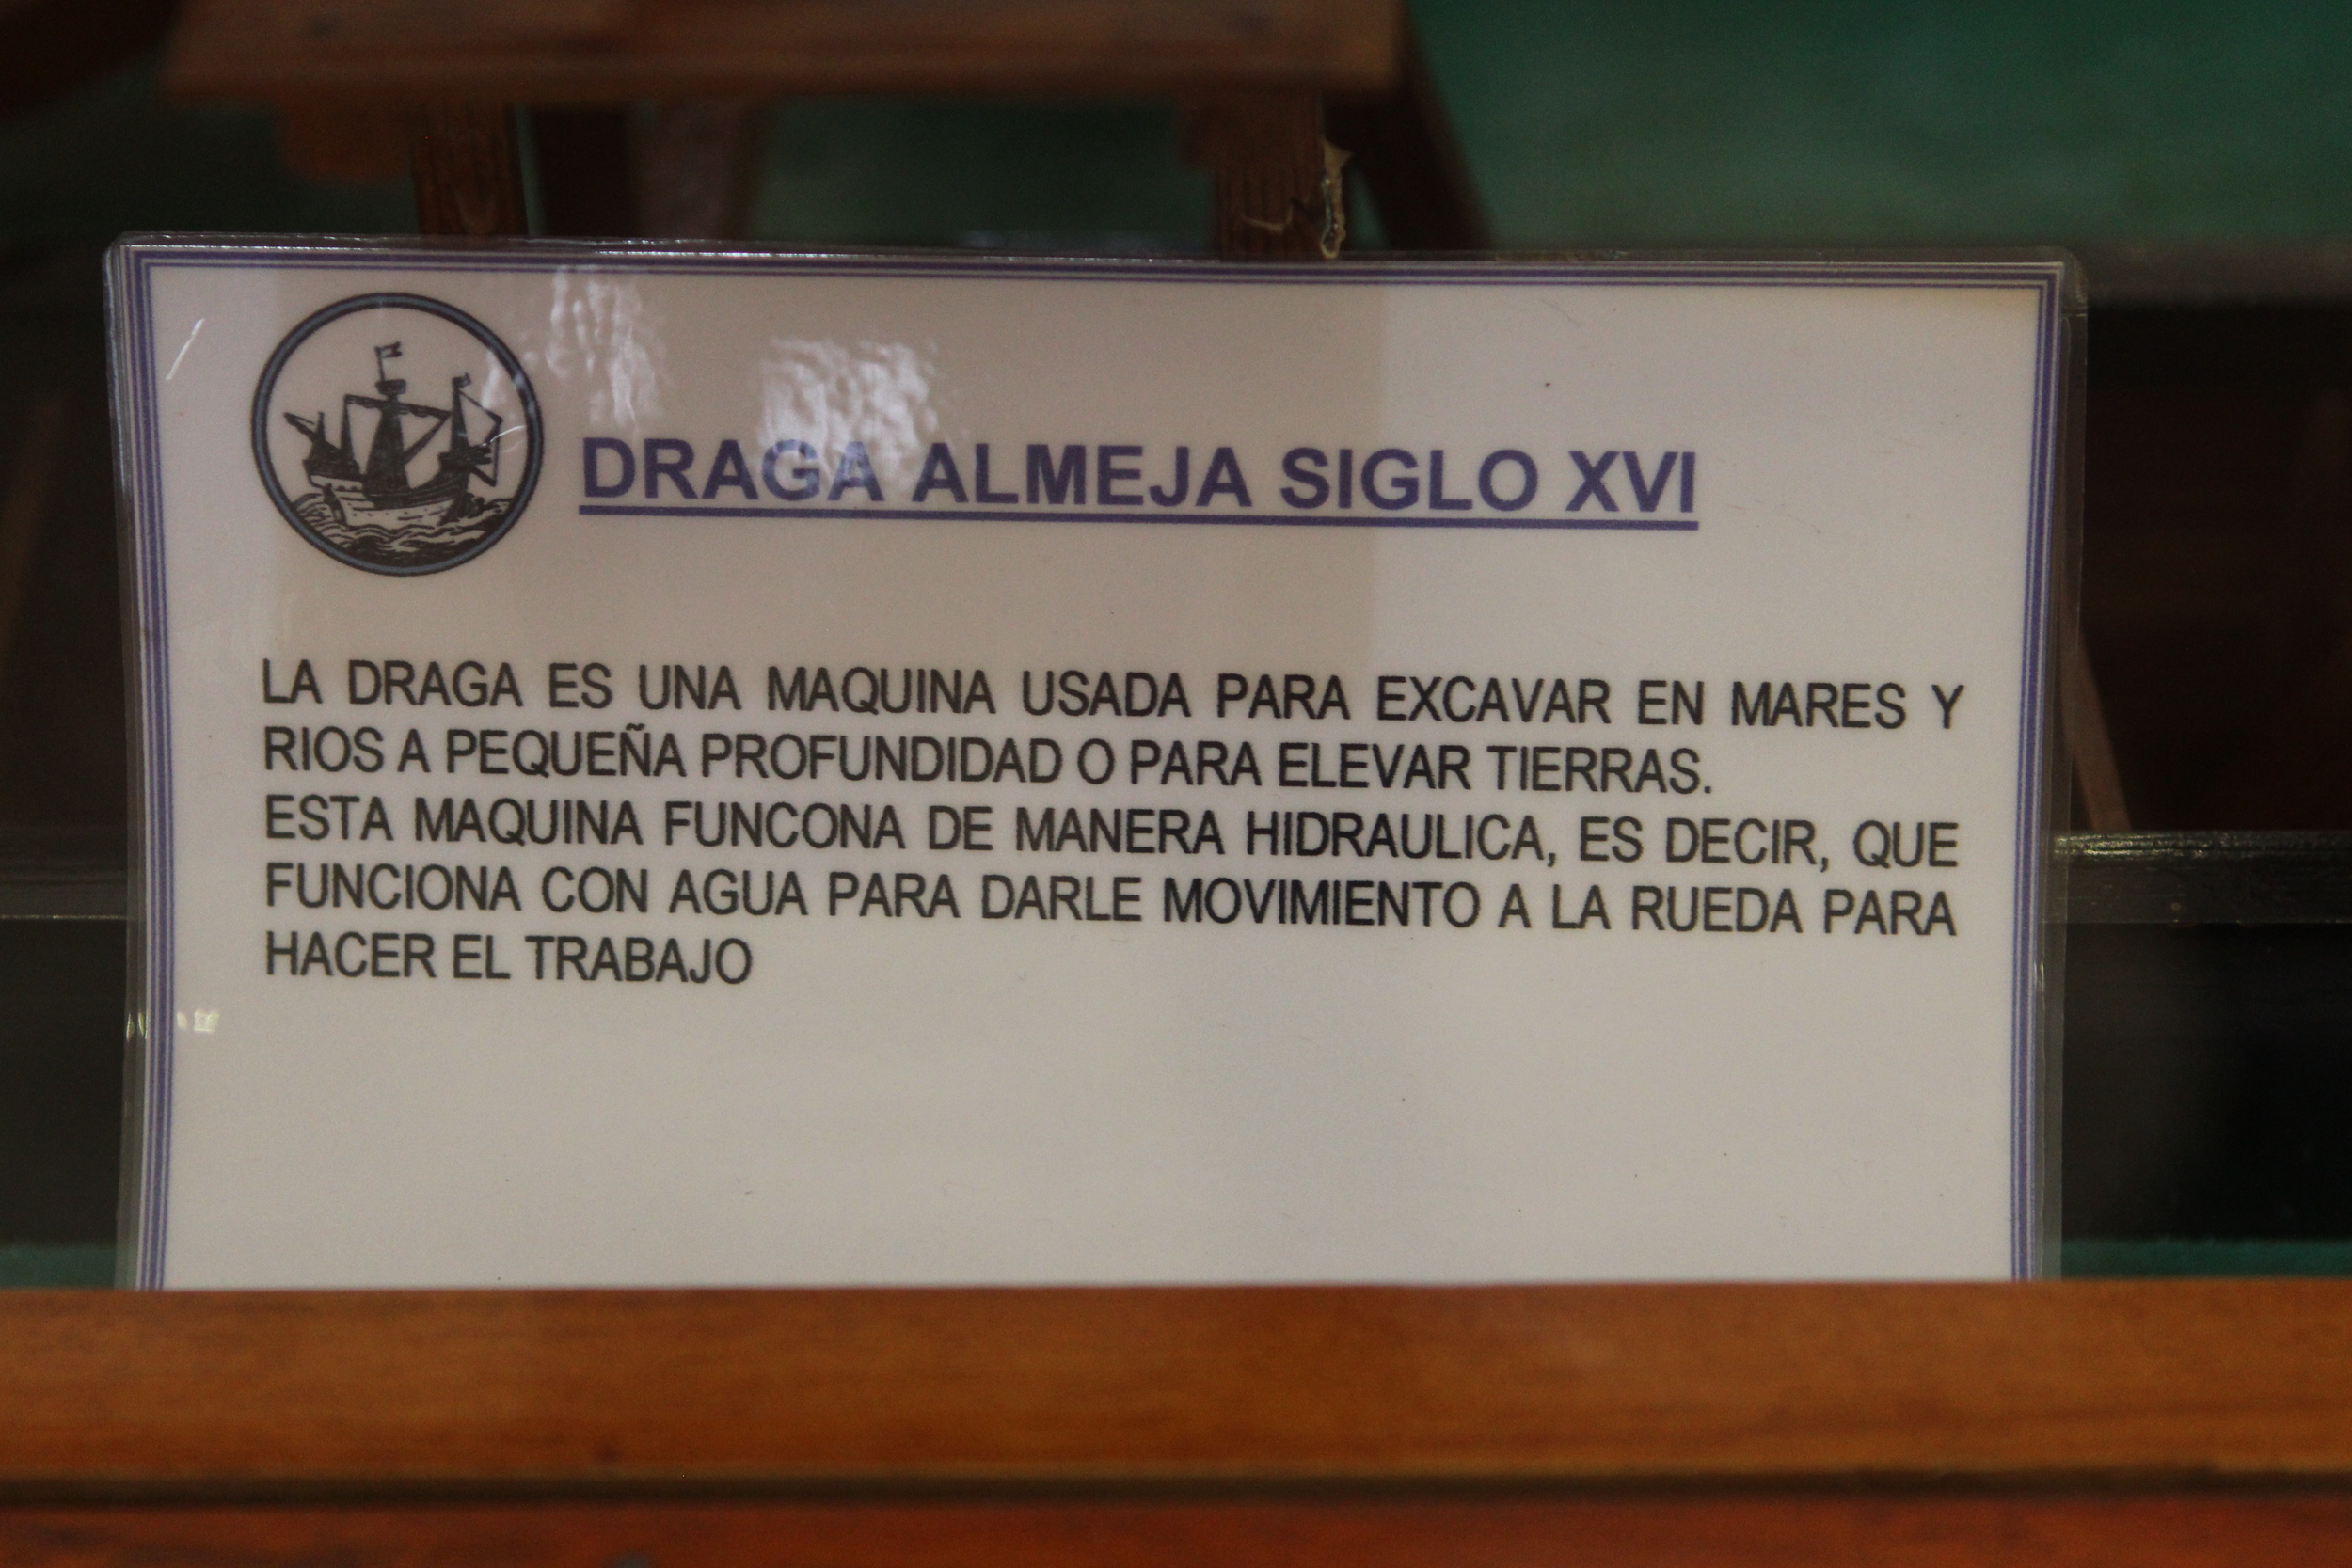 DRAGA ALMEJA SIGLO XVI
LA DRAGA ES UNA MAQUINA USADA PARA EXCAVAR EN MARES Y
RIOS A PEQUEÑA PROFUNDIDAD O PARA ELEVAR TIERRAS.
ESTA MAQUINA FUNCONA DE MANERA HIDRAULICA, ES DECIR, QUE
FUNCIONA CON AGUA PARA DARLE MOVIMIENTO A LA RUEDA PARA
HACER EL TRABAJO